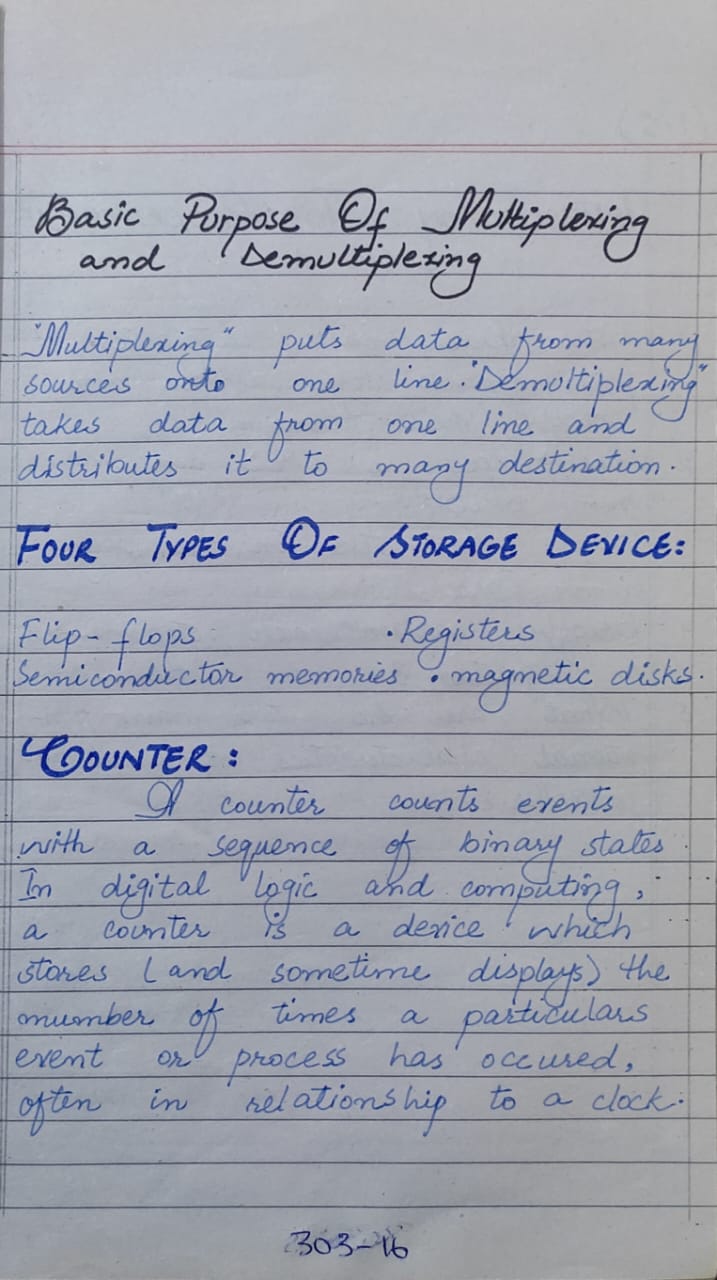 Basic Purpose Of Multiplexing
and Demultiplexing
"Multiplexing" puts data from many
sources onto one line. "Demultiplexing"
takes data from one line and
distributes it to many destination.
FOUR TYPES OF STORAGE DEVICE:
Flip-flops • Registers
Semiconductor memories • magnetic disks.
COUNTER:
A counter counts events
with a sequence of binary states.
In digital logic and computing,
a counter is a device which
stores (and sometime displays) the
number of times a particulars
event or process has occured,
often in relationship to a clock.
303-16